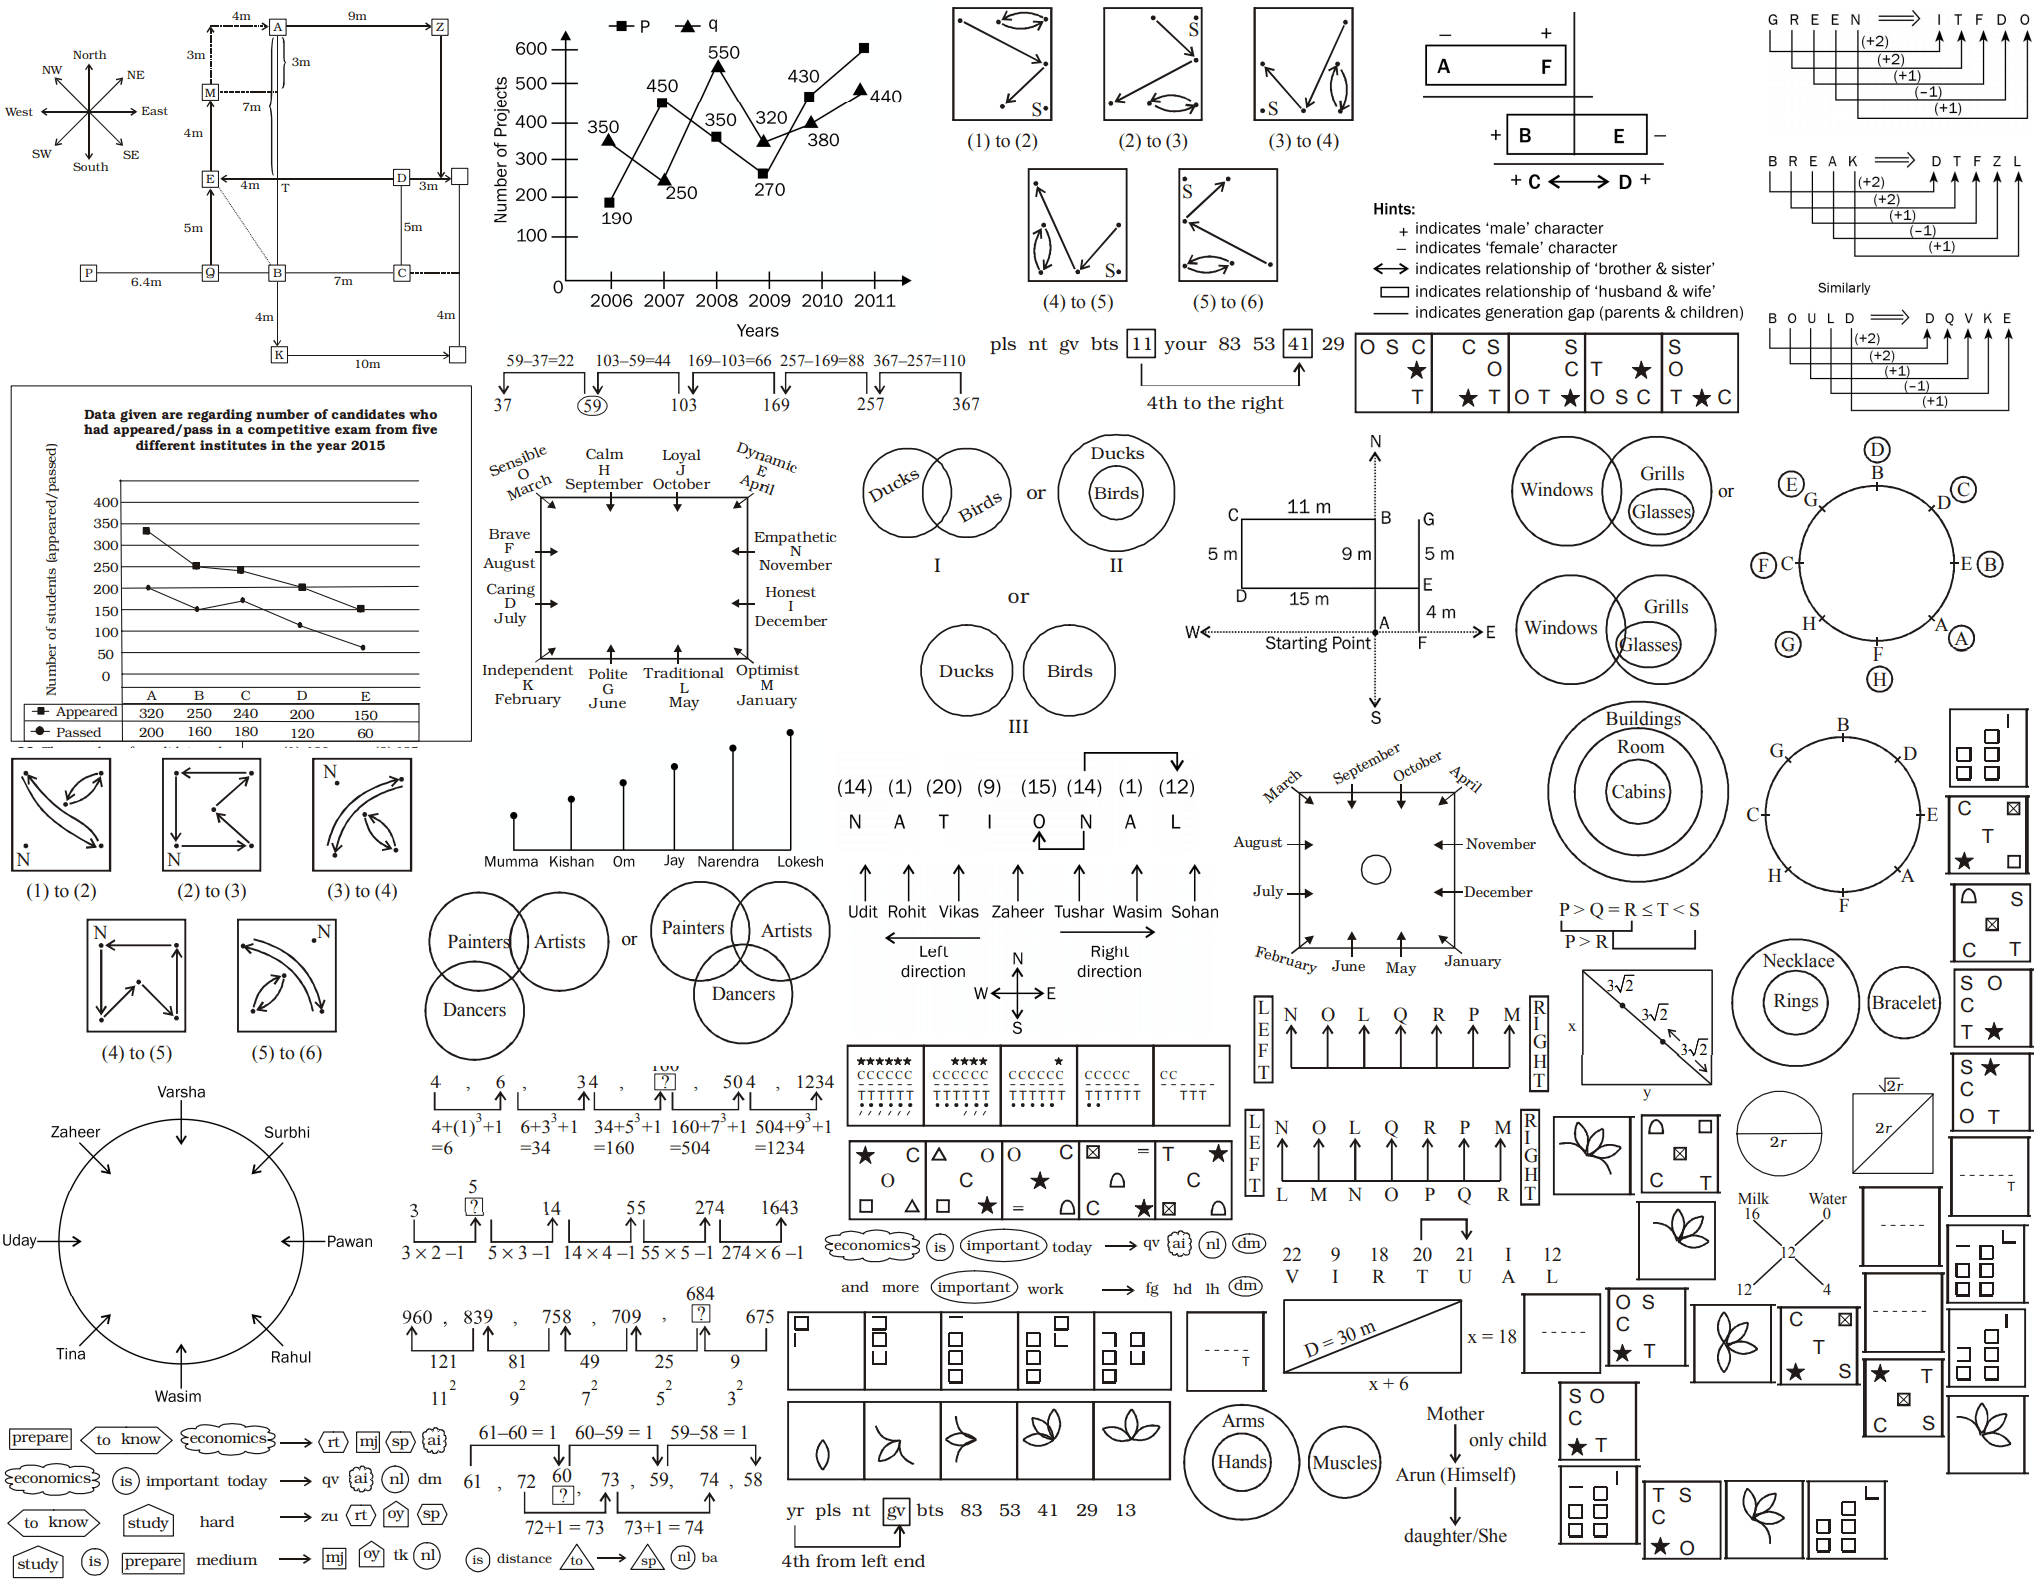 4m 9m
A Z
3m 3m
North
NW NE
West East
SW SE
South
M
7m
4m
E 4m T D 3m
5m 5m
P Q B C
6.4m 7m
4m 4m
K
10m
P q
Number of Projects
600
500
400
300
200
100
0
350 450 550 350 320 430 440
190 250 270 380
2006 2007 2008 2009 2010 2011
Years
S S S
S S S
(1) to (2) (2) to (3) (3) to (4)
S S S
(4) to (5) (5) to (6)
– +
A F
+ B E –
+ C D +
Hints:
+ indicates ‘male’ character
– indicates ‘female’ character
indicates relationship of ‘brother & sister’
indicates relationship of ‘husband & wife’
indicates generation gap (parents & children)
G R E E N I T F D O
(+2)
(+2)
(+1)
(–1)
(+1)
B R E A K D T F Z L
(+2)
(+2)
(+1)
(–1)
(+1)
Similarly
B O U L D D Q V K E
(+2)
(+2)
(+1)
(–1)
(+1)
59–37=22 103–59=44 169–103=66 257–169=88 367–257=110
37 59 103 169 257 367
pls nt gv bts 11 your 83 53 41 29
4th to the right
O S C C S S S
★ O C T ★ O
T ★ T O T ★ O S C T ★ C
Data given are regarding number of candidates who
had appeared/pass in a competitive exam from five
different institutes in the year 2015
Number of students (appeared/passed)
400
350
300
250
200
150
100
50
0
A B C D E
Appeared 320 250 240 200 150
Passed 200 160 180 120 60
Sensible O March
Calm H September
Loyal J October
Dynamic E April
Brave F August
Empathetic N November
Caring D July
Honest I December
Independent K February
Polite G June
Traditional L May
Optimist M January
Ducks Birds or Ducks Birds
I II
or
Ducks Birds
III
N
C 11 m B G
5 m 9 m 5 m
D 15 m E
4 m
W Starting Point A F E
S
Windows Grills Glasses or
Windows Grills Glasses
D B
E G D C
F C E B
G H A A
F H
N N N
(1) to (2) (2) to (3) (3) to (4)
N N
(4) to (5) (5) to (6)
Mumma Kishan Om Jay Narendra Lokesh
(14) (1) (20) (9) (15) (14) (1) (12)
N A T I O N A L
Udit Rohit Vikas Zaheer Tushar Wasim Sohan
Left direction
Right direction
N
W E
S
March September October April
August November
July December
February June May January
Buildings
Room
Cabins
B
G D
C E
H A
F
P > Q = R ≤ T < S
P > R
Painters Artists or Painters Artists
Dancers Dancers
LEFT N O L Q R P M RIGHT
3√2
x 3√2
3√2
y
Necklace
Rings Bracelet
Varsha
Zaheer Surbhi
Uday Pawan
Tina Rahul
Wasim
4 , 6 , 34 , ? , 504 , 1234
4+(1)³+1 6+3³+1 34+5³+1 160+7³+1 504+9³+1
=6 =34 =160 =504 =1234
5
3 ? 14 55 274 1643
3 × 2 –1 5 × 3 –1 14 × 4 –1 55 × 5 –1 274 × 6 –1
684
960 , 839 , 758 , 709 , ? 675
121 81 49 25 9
11² 9² 7² 5² 3²
★★★★★★ ★★★★ ★
CCCCCC CCCCCC CCCCCC CCCCC CC
TTTTTT TTTTTT TTTTTT TTTTTT TTT
★ C O O C = T ★
O C ★ C
★ = C ★
LEFT N O L Q R P M RIGHT
L M N O P Q R
economics is important today qv ai nl dm
and more important work fg hd lh dm
22 9 18 20 21 I 12
V I R T U A L
2r √2r 2r
Milk Water
16 0
12
12 4
D = 30 m x = 18
x + 6
Mother
only child
Arun (Himself)
daughter/She
Arms
Hands Muscles
prepare to know economics rt mj sp ai
economics is important today qv ai nl dm
to know study hard zu rt oy sp
study is prepare medium mj oy tk nl
is distance to sp nl ba
61–60 = 1 60–59 = 1 59–58 = 1
61 , 72 60 ? , 73 , 59, 74 , 58
72+1 = 73 73+1 = 74
yr pls nt gv bts 83 53 41 29 13
4th from left end
C
T
★
S
C T
S O
C
T ★
S ★
C
O T
T
C T
T
O S
C
★ T
C
T
★ S
★ T
C S
S O
C
★ T
T S
C
★ O